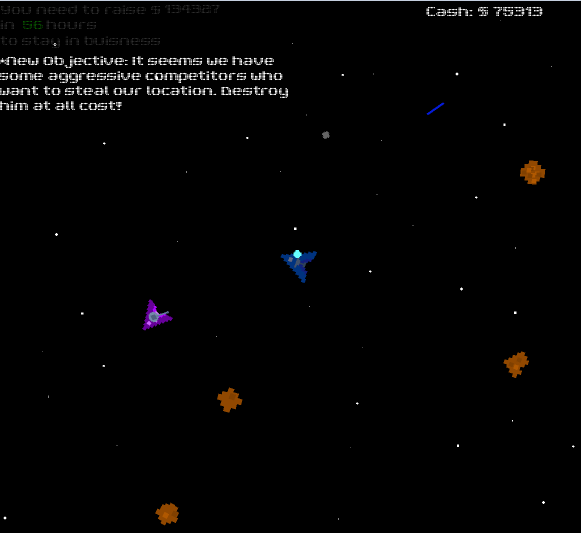 You need to raise $ 134327
in 56 hours
to stay in buisness
Cash: $ 75313
*New Objective: It seems we have
some aggressive competitors who
want to steal our location. Destroy
him at all cost!